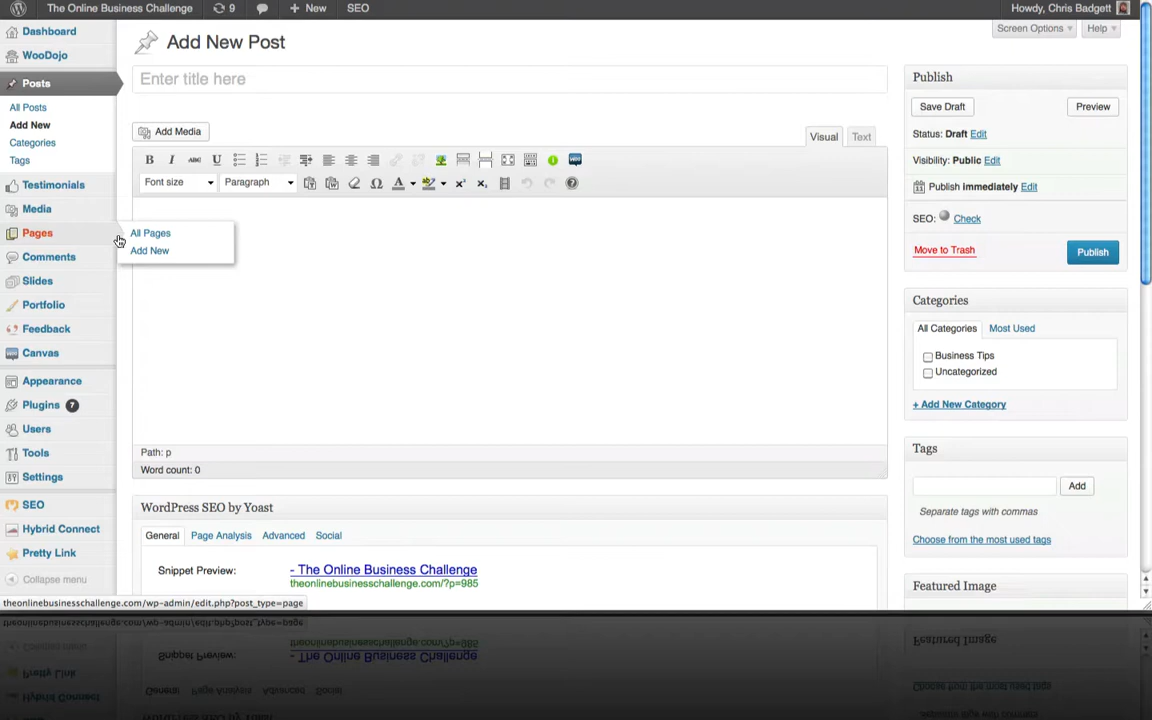 The Online Business Challenge 9 + New SEO Howdy, Chris Badgett
Screen Options Help
Dashboard
WooDojo
Posts
All Posts
Add New
Categories
Tags
Testimonials
Media
Pages
Comments
Slides
Portfolio
Feedback
Canvas
Appearance
Plugins 7
Users
Tools
Settings
SEO
Hybrid Connect
Pretty Link
Collapse menu
All Pages
Add New
Add New Post
Enter title here
Add Media
Visual Text
B I ABC U
Font size Paragraph Ω A ab
Path: p
Word count: 0
WordPress SEO by Yoast
General Page Analysis Advanced Social
Snippet Preview: - The Online Business Challenge
theonlinebusinesschallenge.com/?p=985
Publish
Save Draft Preview
Status: Draft Edit
Visibility: Public Edit
Publish immediately Edit
SEO: Check
Move to Trash Publish
Categories
All Categories Most Used
Business Tips
Uncategorized
+ Add New Category
Tags
Add
Separate tags with commas
Choose from the most used tags
Featured Image
theonlinebusinesschallenge.com/wp-admin/edit.php?post_type=page